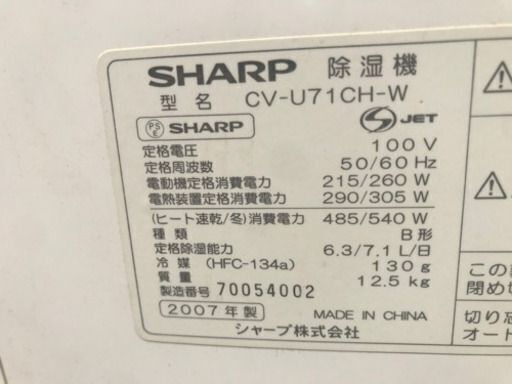 SHARP 除湿機
型名 CV-U71CH-W
PS E SHARP S JET
定格電圧 100 V
定格周波数 50/60 Hz
電動機定格消費電力 215/260 W
電熱装置定格消費電力 290/305 W
(ヒート速乾/冬)消費電力 485/540 W
種類 B形
定格除湿能力 6.3/7.1 L/日
冷媒 (HFC-134a) 130 g
質量 12.5 kg
製造番号 70054002
2007年製 MADE IN CHINA
シャープ株式会社
この
閉め
切り忘
オート